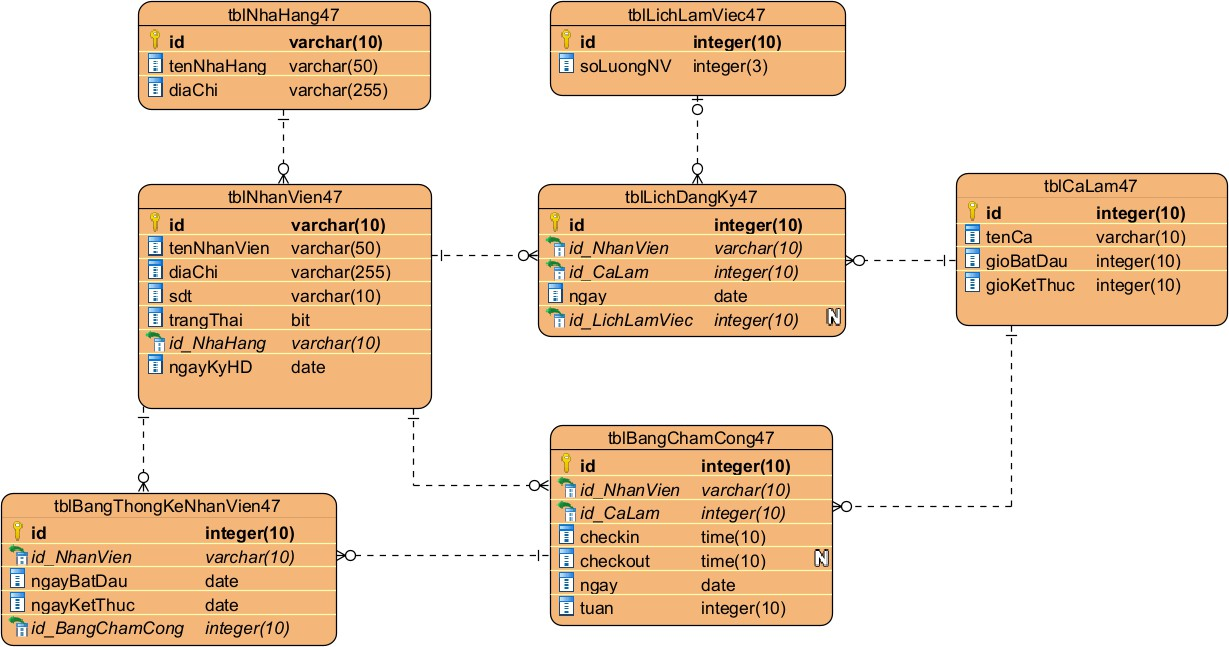 tblNhaHang47
id varchar(10)
tenNhaHang varchar(50)
diaChi varchar(255)
tblLichLamViec47
id integer(10)
soLuongNV integer(3)
tblNhanVien47
id varchar(10)
tenNhanVien varchar(50)
diaChi varchar(255)
sdt varchar(10)
trangThai bit
id_NhaHang varchar(10)
ngayKyHD date
tblLichDangKy47
id integer(10)
id_NhanVien varchar(10)
id_CaLam integer(10)
ngay date
id_LichLamViec integer(10) N
tblCaLam47
id integer(10)
tenCa varchar(10)
gioBatDau integer(10)
gioKetThuc integer(10)
tblBangThongKeNhanVien47
id integer(10)
id_NhanVien varchar(10)
ngayBatDau date
ngayKetThuc date
id_BangChamCong integer(10)
tblBangChamCong47
id integer(10)
id_NhanVien varchar(10)
id_CaLam integer(10)
checkin time(10)
checkout time(10) N
ngay date
tuan integer(10)